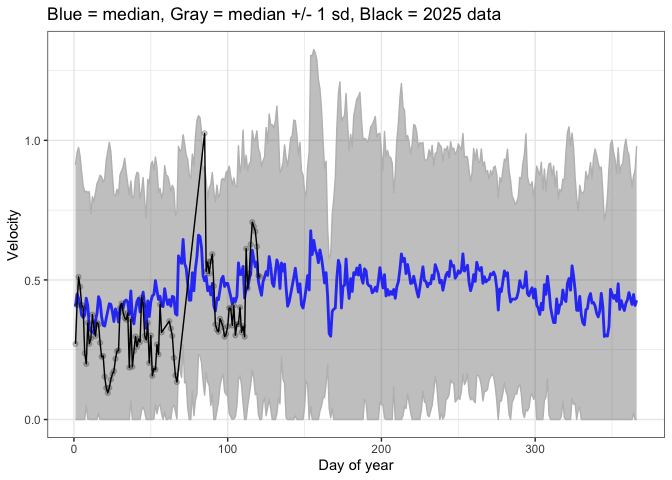 Blue = median, Gray = median +/- 1 sd, Black = 2025 data
1.0
0.5
0.0
Velocity
0
100
200
300
Day of year